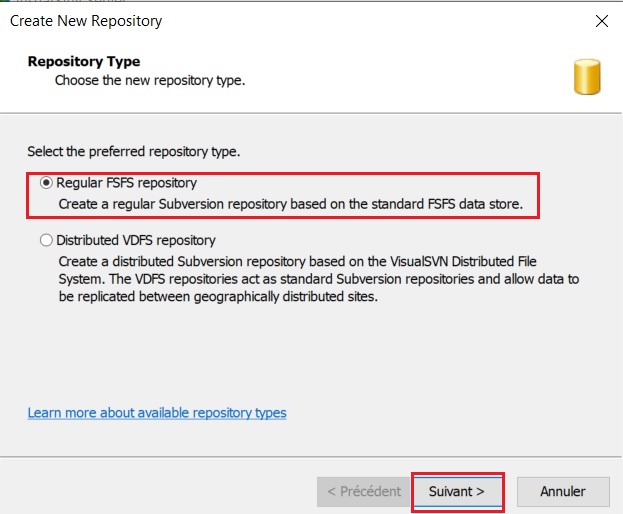 Create New Repository
Repository Type
Choose the new repository type.
Select the preferred repository type.
Regular FSFS repository
Create a regular Subversion repository based on the standard FSFS data store.
Distributed VDFS repository
Create a distributed Subversion repository based on the VisualSVN Distributed File
System. The VDFS repositories act as standard Subversion repositories and allow data to
be replicated between geographically distributed sites.
Learn more about available repository types
< Précédent Suivant > Annuler